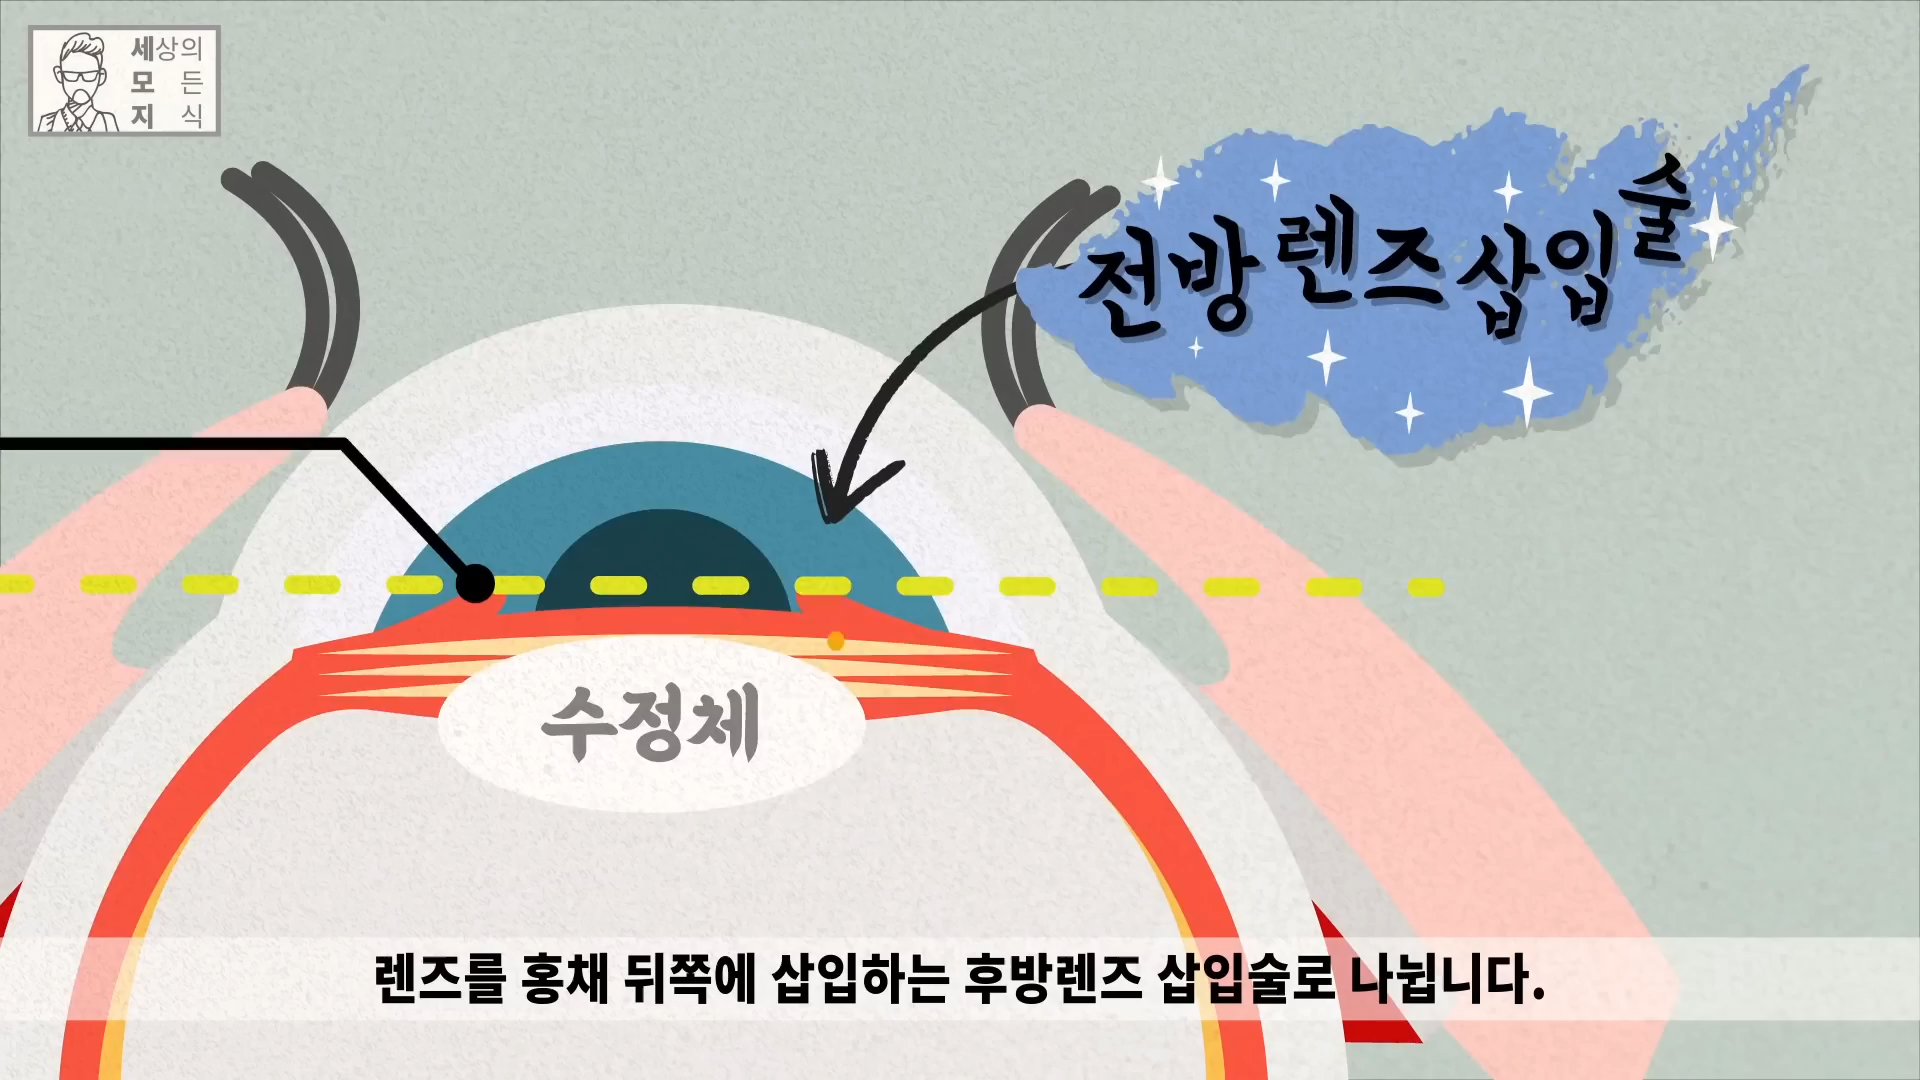 세상의
모든
지식
전방렌즈삽입술
수정체
렌즈를 홍채 뒤쪽에 삽입하는 후방렌즈 삽입술로 나뉩니다.